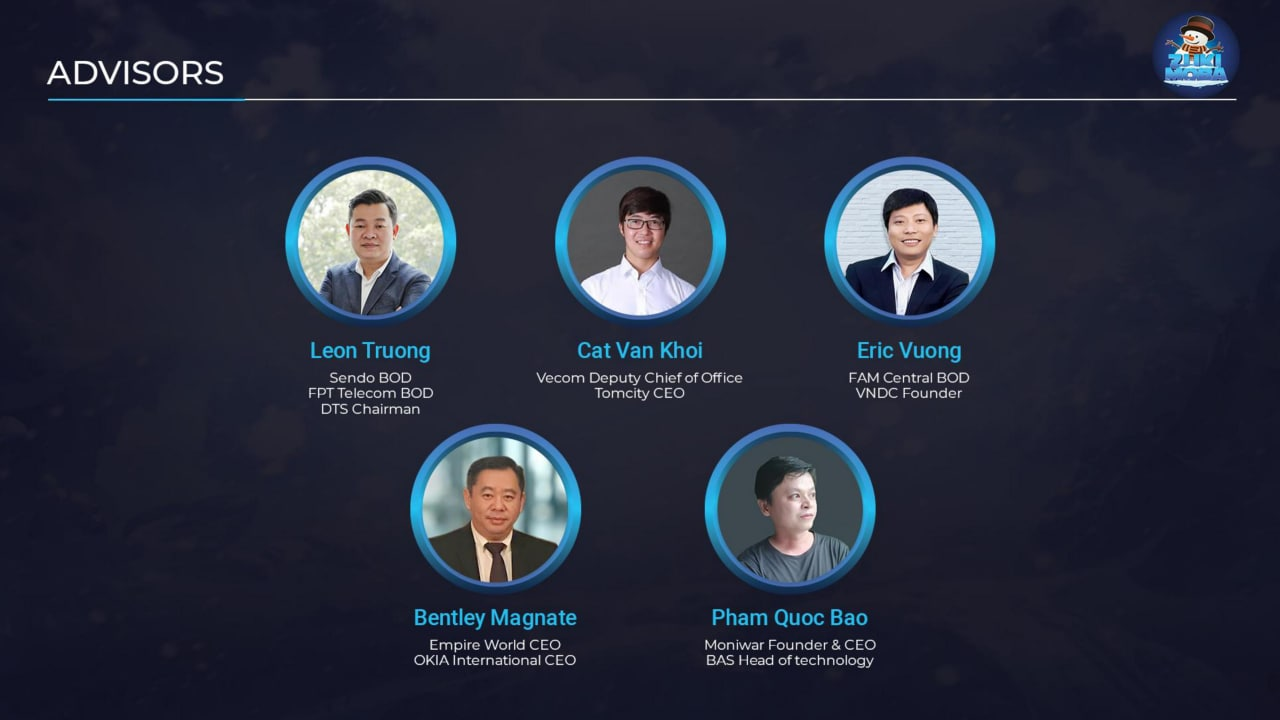 ADVISORS
ZUKI
MOBA
Leon Truong
Sendo BOD
FPT Telecom BOD
DTS Chairman
Cat Van Khoi
Vecom Deputy Chief of Office
Tomcity CEO
Eric Vuong
FAM Central BOD
VNDC Founder
Bentley Magnate
Empire World CEO
OKIA International CEO
Pham Quoc Bao
Moniwar Founder & CEO
BAS Head of technology